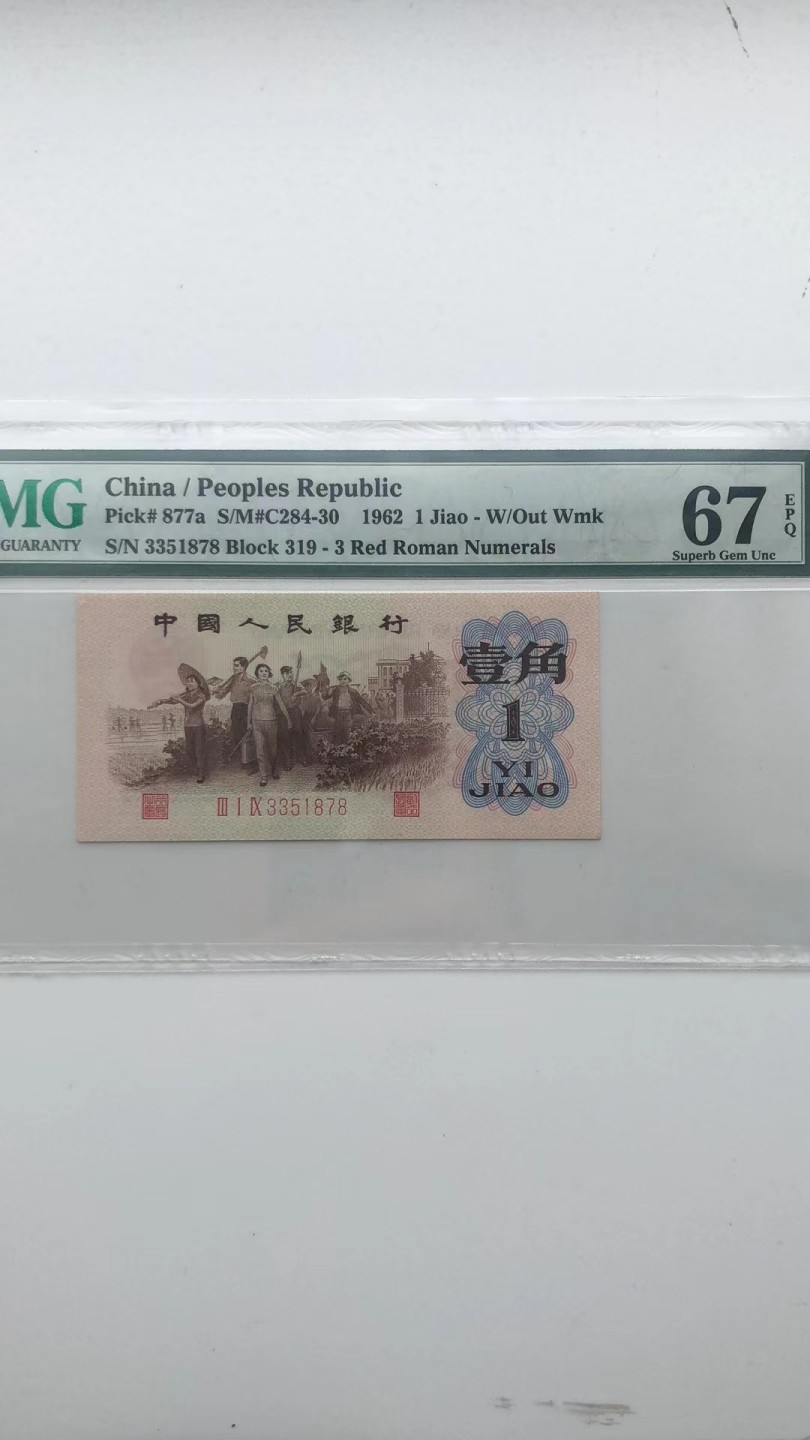 MG
GUARANTY
China / Peoples Republic
Pick# 877a S/M#C284-30 1962 1 Jiao - W/Out Wmk
S/N 3351878 Block 319 - 3 Red Roman Numerals
67
EPQ
Superb Gem Unc
中國人民銀行
壹角
1
YI
JIAO
III I IX 3351878